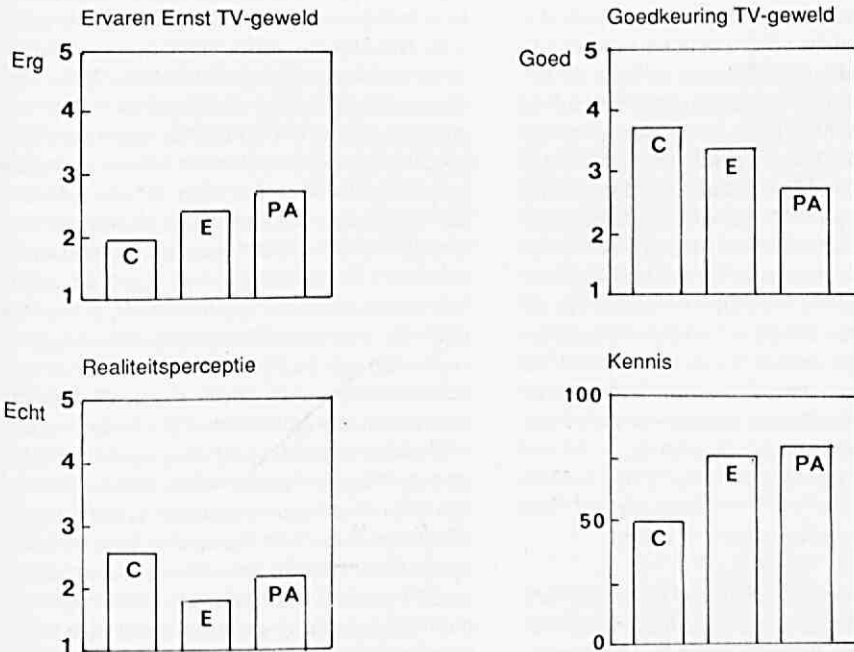 Ervaren Ernst TV-geweld
Erg
5
4
3
2
1
C
E
PA
Goedkeuring TV-geweld
Goed
5
4
3
2
1
C
E
PA
Realiteitsperceptie
Echt
5
4
3
2
1
C
E
PA
Kennis
100
50
0
C
E
PA